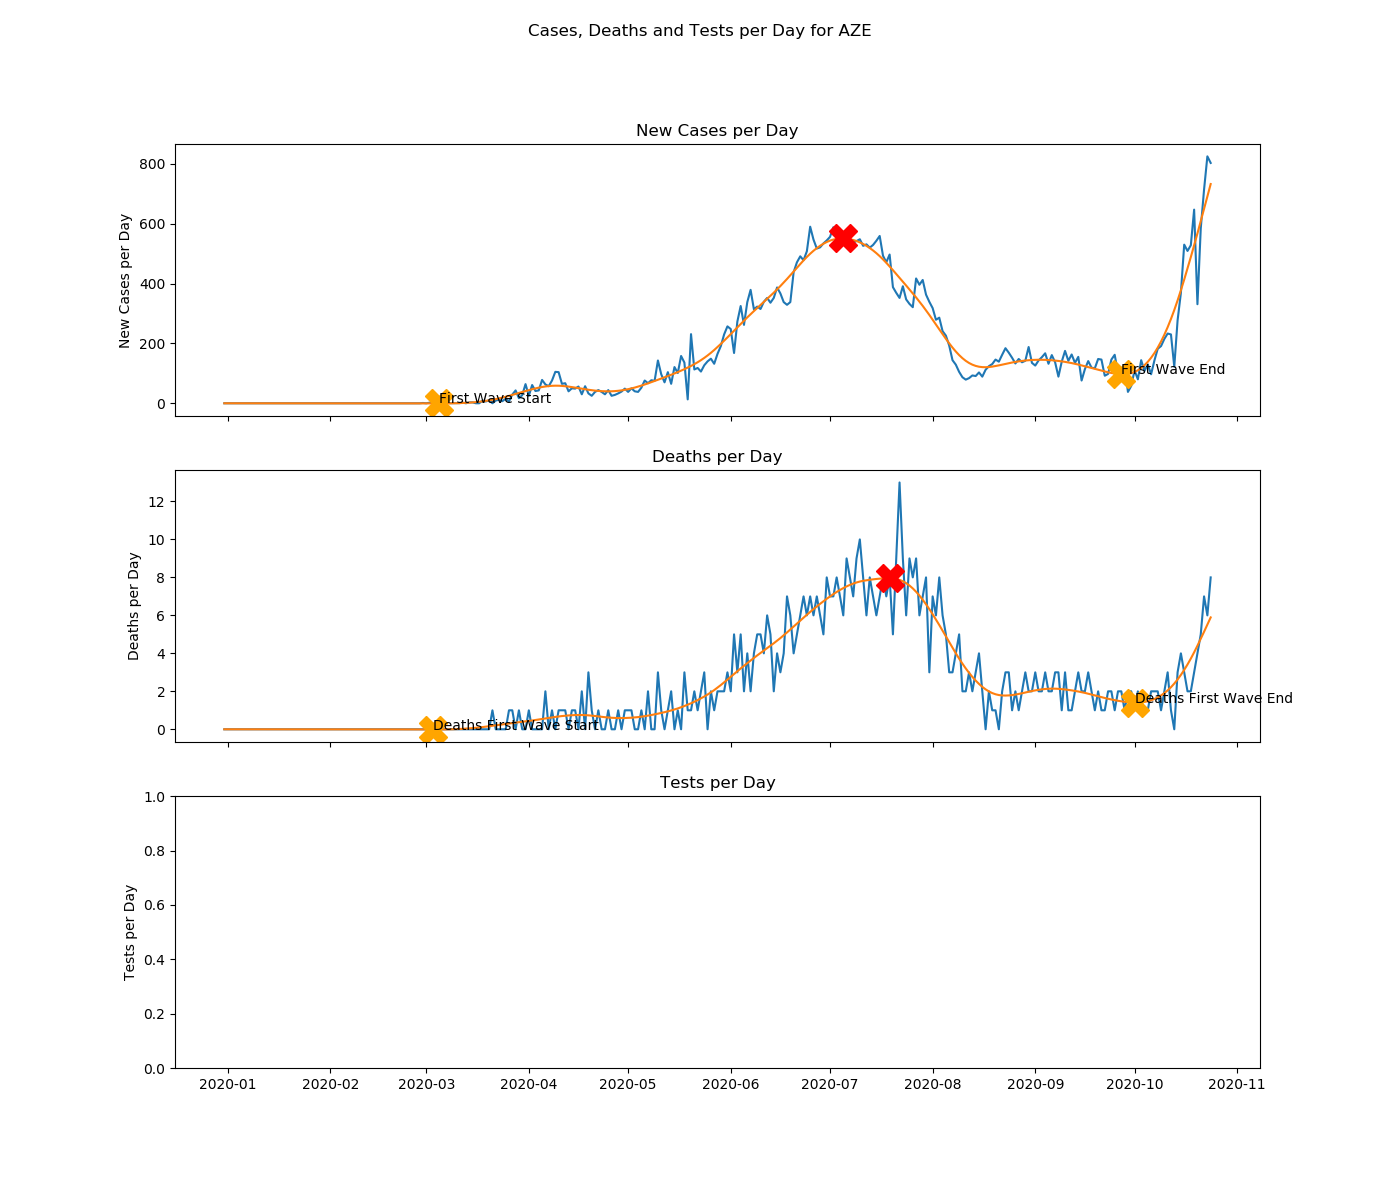 Cases, Deaths and Tests per Day for AZE
New Cases per Day
New Cases per Day
800
600
400
200
0
First Wave Start
First Wave End
Deaths per Day
Deaths per Day
12
10
8
6
4
2
0
Deaths First Wave Start
Deaths First Wave End
Tests per Day
Tests per Day
1.0
0.8
0.6
0.4
0.2
0.0
2020-01 2020-02 2020-03 2020-04 2020-05 2020-06 2020-07 2020-08 2020-09 2020-10 2020-11